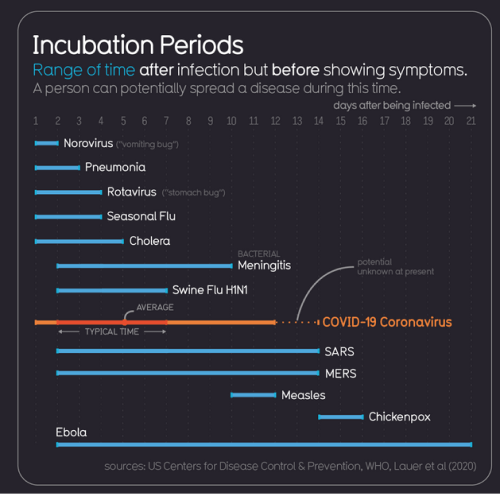 Incubation Periods
Range of time after infection but before showing symptoms.
A person can potentially spread a disease during this time.
days after being infected
1 2 3 4 5 6 7 8 9 10 11 12 13 14 15 16 17 18 19 20 21
Norovirus ("vomiting bug")
Pneumonia
Rotavirus ("stomach bug")
Seasonal Flu
Cholera
BACTERIAL
Meningitis
potential
unknown at present
Swine Flu H1N1
AVERAGE
COVID-19 Coronavirus
TYPICAL TIME
SARS
MERS
Measles
Chickenpox
Ebola
sources: US Centers for Disease Control & Prevention, WHO, Lauer et al (2020)